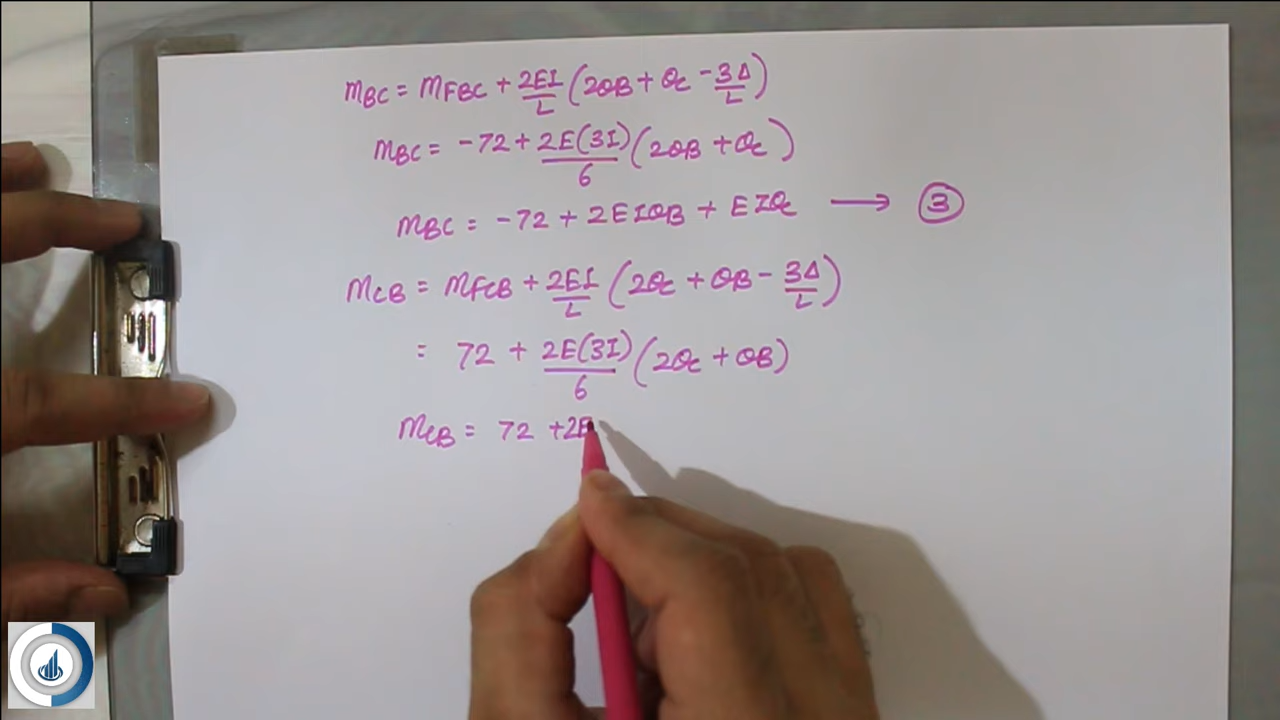 MBC = MFBC + 2EI/L (2θB + θc - 3Δ/L)
MBC = -72 + 2E(3I)/6 (2θB + θc)
MBC = -72 + 2EIθB + EIθc → ③
MCB = MFCB + 2EI/L (2θc + θB - 3Δ/L)
= 72 + 2E(3I)/6 (2θc + θB)
MCB = 72 + 2E